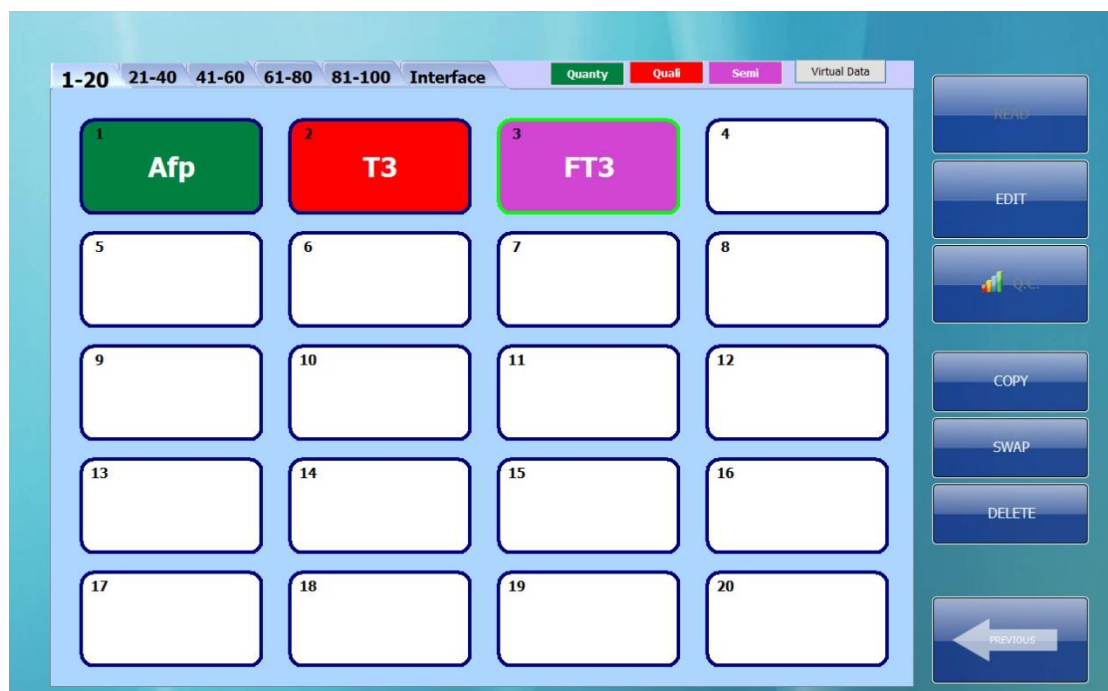 1-20 21-40 41-60 61-80 81-100 Interface Quanty Quali Semi Virtual Data
READ
1 2 3 4
Afp T3 FT3
EDIT
5 6 7 8
Q.C.
9 10 11 12
COPY
SWAP
13 14 15 16
DELETE
17 18 19 20
PREVIOUS